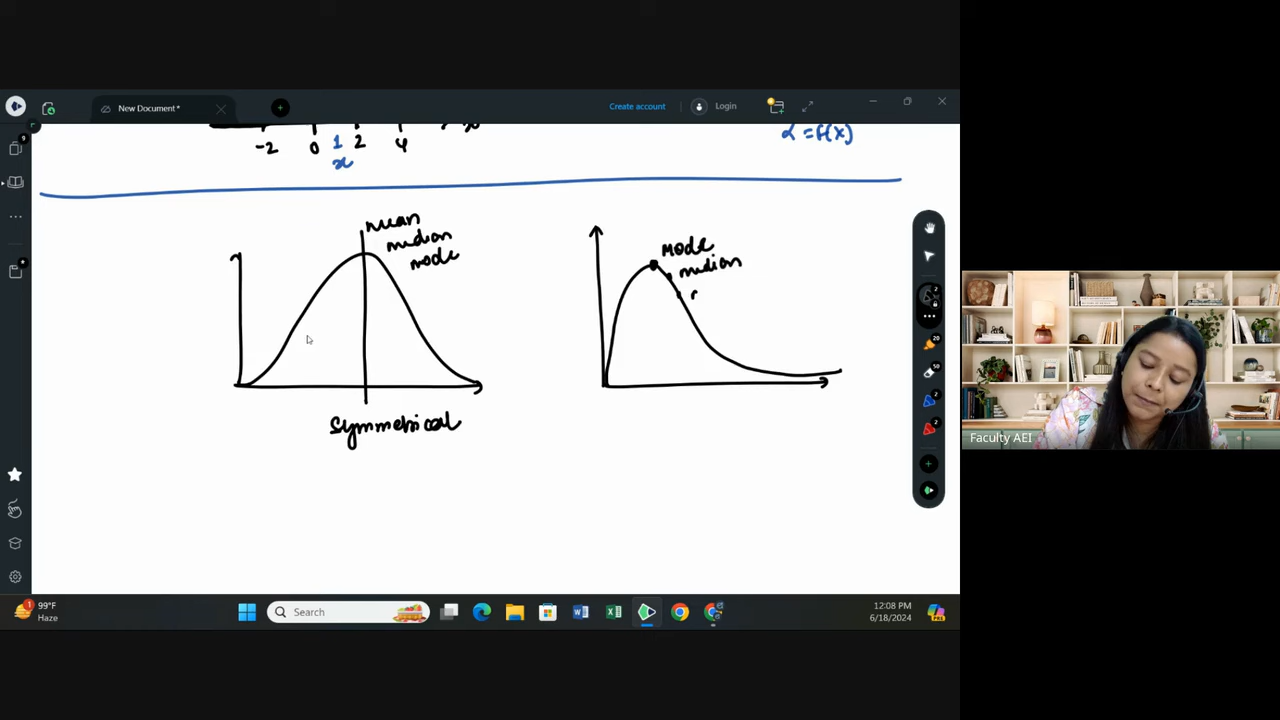 New Document*
Create account
Login
-2 0 1 2 4
x
α = f(x)
mean
median
mode
Mode
median
Symmetrical
Faculty AEI
99°F
Haze
Search
12:08 PM
6/18/2024